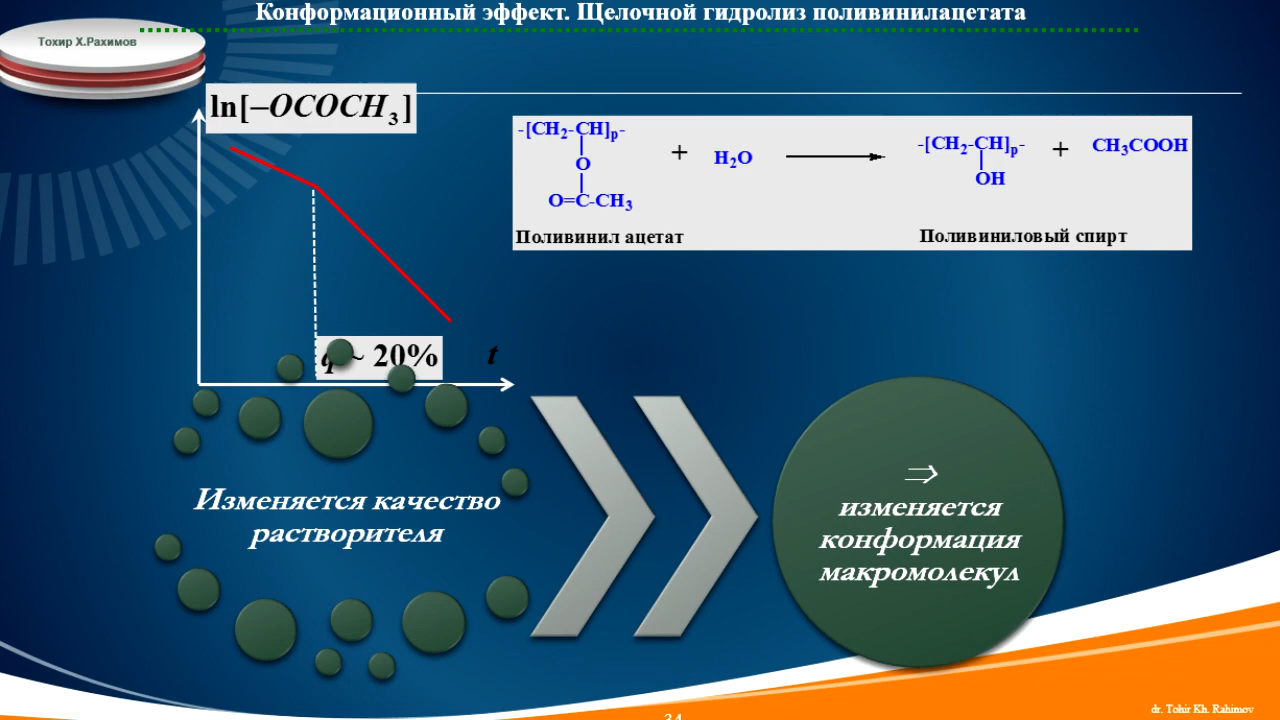 Конформационный эффект. Щелочной гидролиз поливинилацетата
Тохир Х.Рахимов
ln[–OCOCH₃]
-[CH₂-CH]ₚ-
O
O=C-CH₃
+
H₂O
-[CH₂-CH]ₚ-
OH
+
CH₃COOH
Поливинил ацетат
Поливиниловый спирт
~ 20%
t
Изменяется качество
растворителя
⇒
изменяется
конформация
макромолекул
dr. Tohir Kh. Rahimov
34